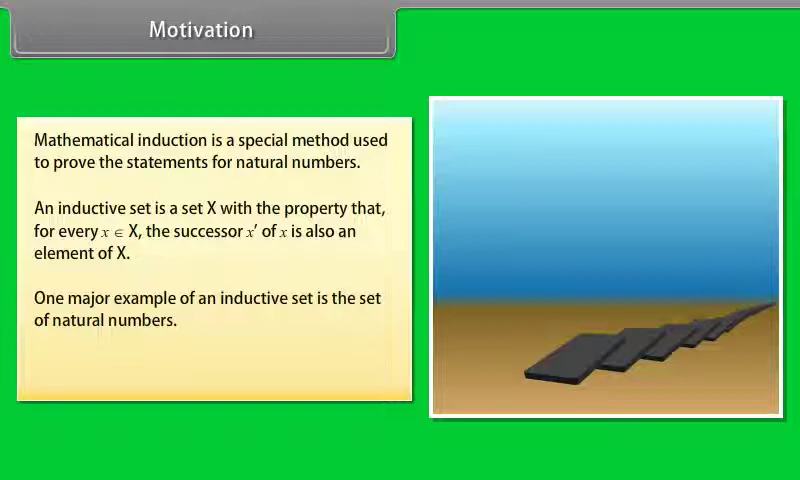 Motivation
Mathematical induction is a special method used
to prove the statements for natural numbers.
An inductive set is a set X with the property that,
for every x ∈ X, the successor x′ of x is also an
element of X.
One major example of an inductive set is the set
of natural numbers.